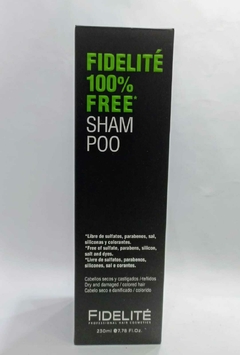 FIDELITÉ
100%
FREE*
SHAM
POO
*Libre de sulfatos, parabenos, sal,
siliconas y colorantes.
*Free of sulfate, parabens, silicon,
salt and dyes.
*Livre de sulfatos, parabenos,
silicones, sal e corantes.
Cabellos secos y castigados / teñidos
Dry and damaged / colored hair
Cabelo seco e danificado / colorido
FIDELITÉ
PROFESSIONAL HAIR COSMETICS
230ml e 7.78 Fl. OZ.